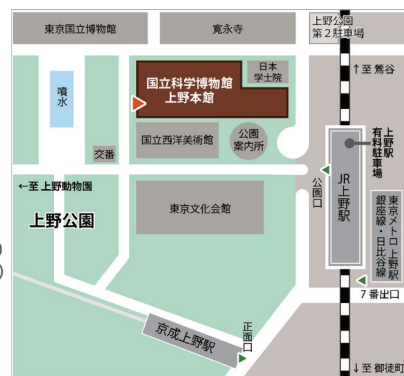 東京国立博物館
寛永寺
上野公園
第2駐車場
日本
学士院
↑至 鶯谷
国立科学博物館
上野本館
噴水
上野駅
有料駐車場
国立西洋美術館
公園
案内所
交番
公園口
JR上野駅
←至 上野動物園
東京文化会館
上野公園
東京メトロ 上野駅
銀座線・日比谷線
7番出口
京成上野駅
正面口
↓至 御徒町